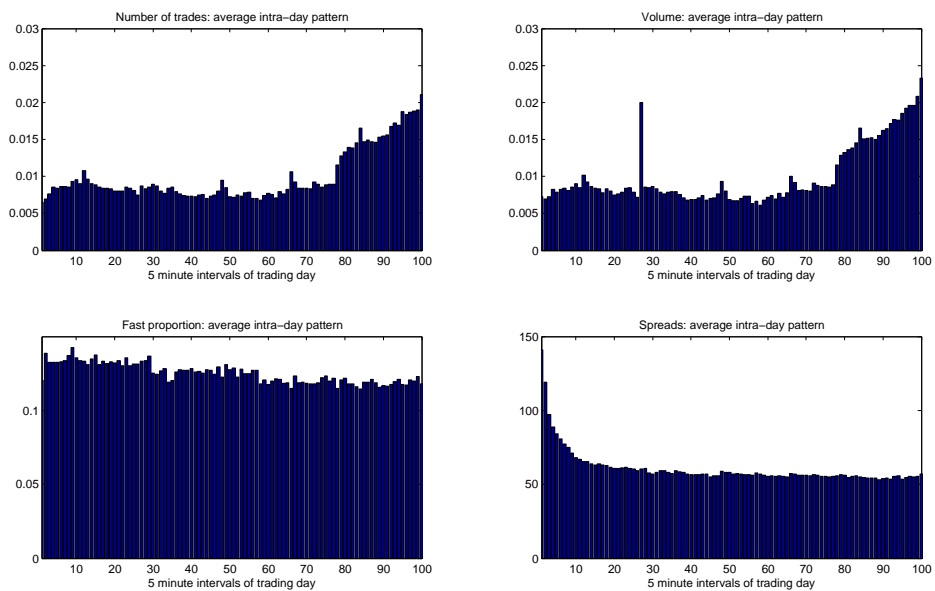 Number of trades: average intra−day pattern
0.03
0.025
0.02
0.015
0.01
0.005
0
10 20 30 40 50 60 70 80 90 100
5 minute intervals of trading day
Volume: average intra−day pattern
0.03
0.025
0.02
0.015
0.01
0.005
0
10 20 30 40 50 60 70 80 90 100
5 minute intervals of trading day
Fast proportion: average intra−day pattern
0.1
0.05
0
10 20 30 40 50 60 70 80 90 100
5 minute intervals of trading day
Spreads: average intra−day pattern
150
100
50
0
10 20 30 40 50 60 70 80 90 100
5 minute intervals of trading day